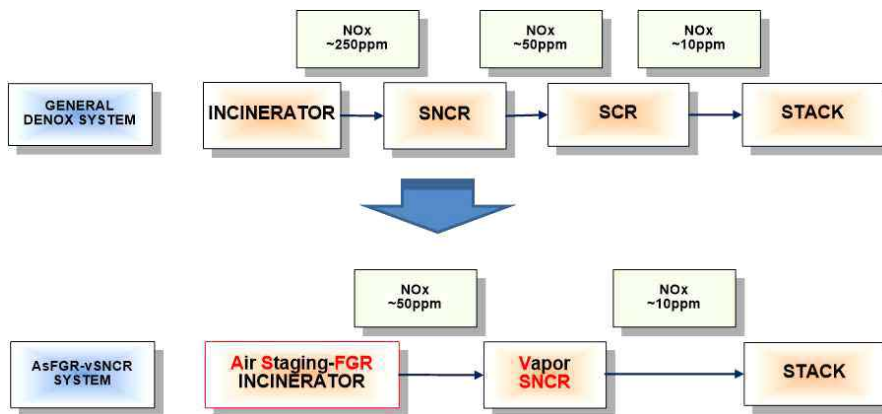 NOx
~250ppm
NOx
~50ppm
NOx
~10ppm
GENERAL
DENOX SYSTEM
INCINERATOR
SNCR
SCR
STACK
NOx
~50ppm
NOx
~10ppm
AsFGR-vSNCR
SYSTEM
Air Staging-FGR
INCINERATOR
Vapor
SNCR
STACK